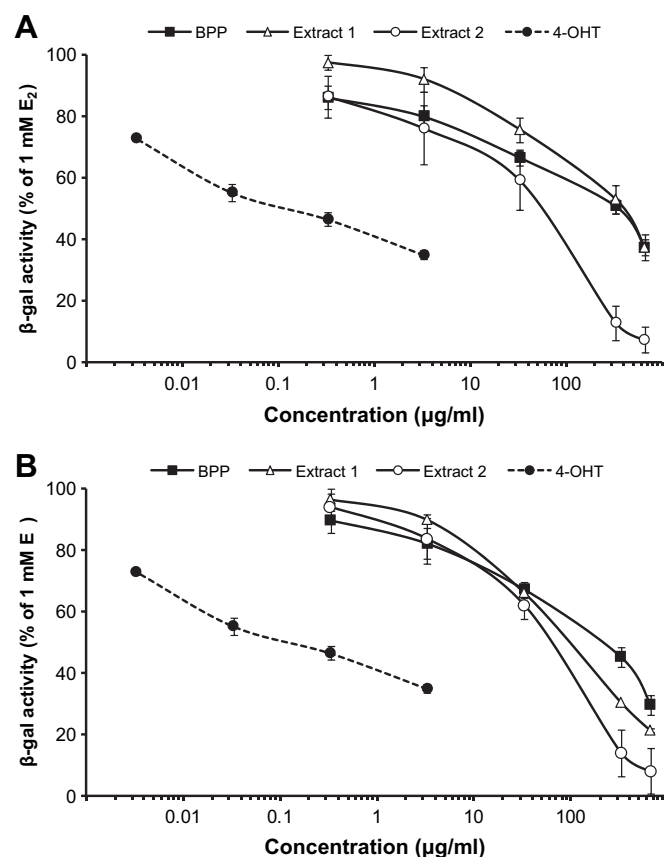 A
BPP Extract 1 Extract 2 4-OHT
β-gal activity (% of 1 mM E₂)
100
80
60
40
20
0
0.01 0.1 1 10 100
Concentration (μg/ml)
B
BPP Extract 1 Extract 2 4-OHT
β-gal activity (% of 1 mM E )
100
80
60
40
20
0
0.01 0.1 1 10 100
Concentration (μg/ml)